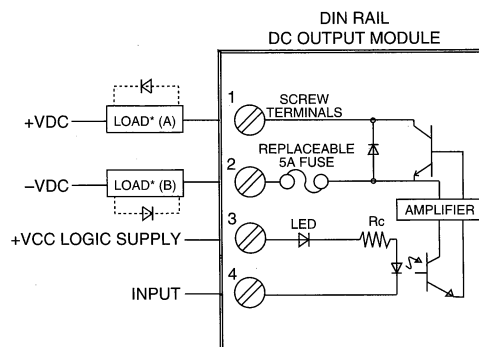 DIN RAIL
DC OUTPUT MODULE
+VDC
LOAD* (A)
1
SCREW
TERMINALS
REPLACEABLE
5A FUSE
2
–VDC
LOAD* (B)
AMPLIFIER
3
LED
Rc
+VCC LOGIC SUPPLY
4
INPUT